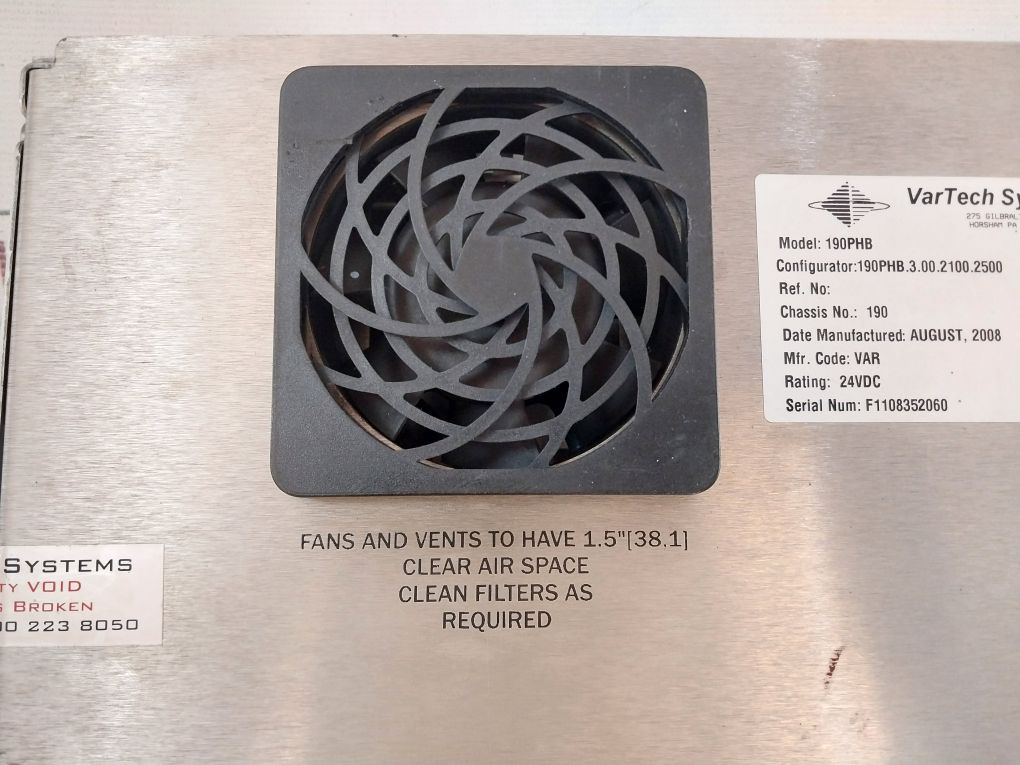 VarTech Sy
275 GILBRAL
HORSHAM PA
Model: 190PHB
Configurator:190PHB.3.00.2100.2500
Ref. No:
Chassis No.: 190
Date Manufactured: AUGUST, 2008
Mfr. Code: VAR
Rating: 24VDC
Serial Num: F1108352060
FANS AND VENTS TO HAVE 1.5"[38.1]
CLEAR AIR SPACE
CLEAN FILTERS AS
REQUIRED
SYSTEMS
TY VOID
S BROKEN
00 223 8050